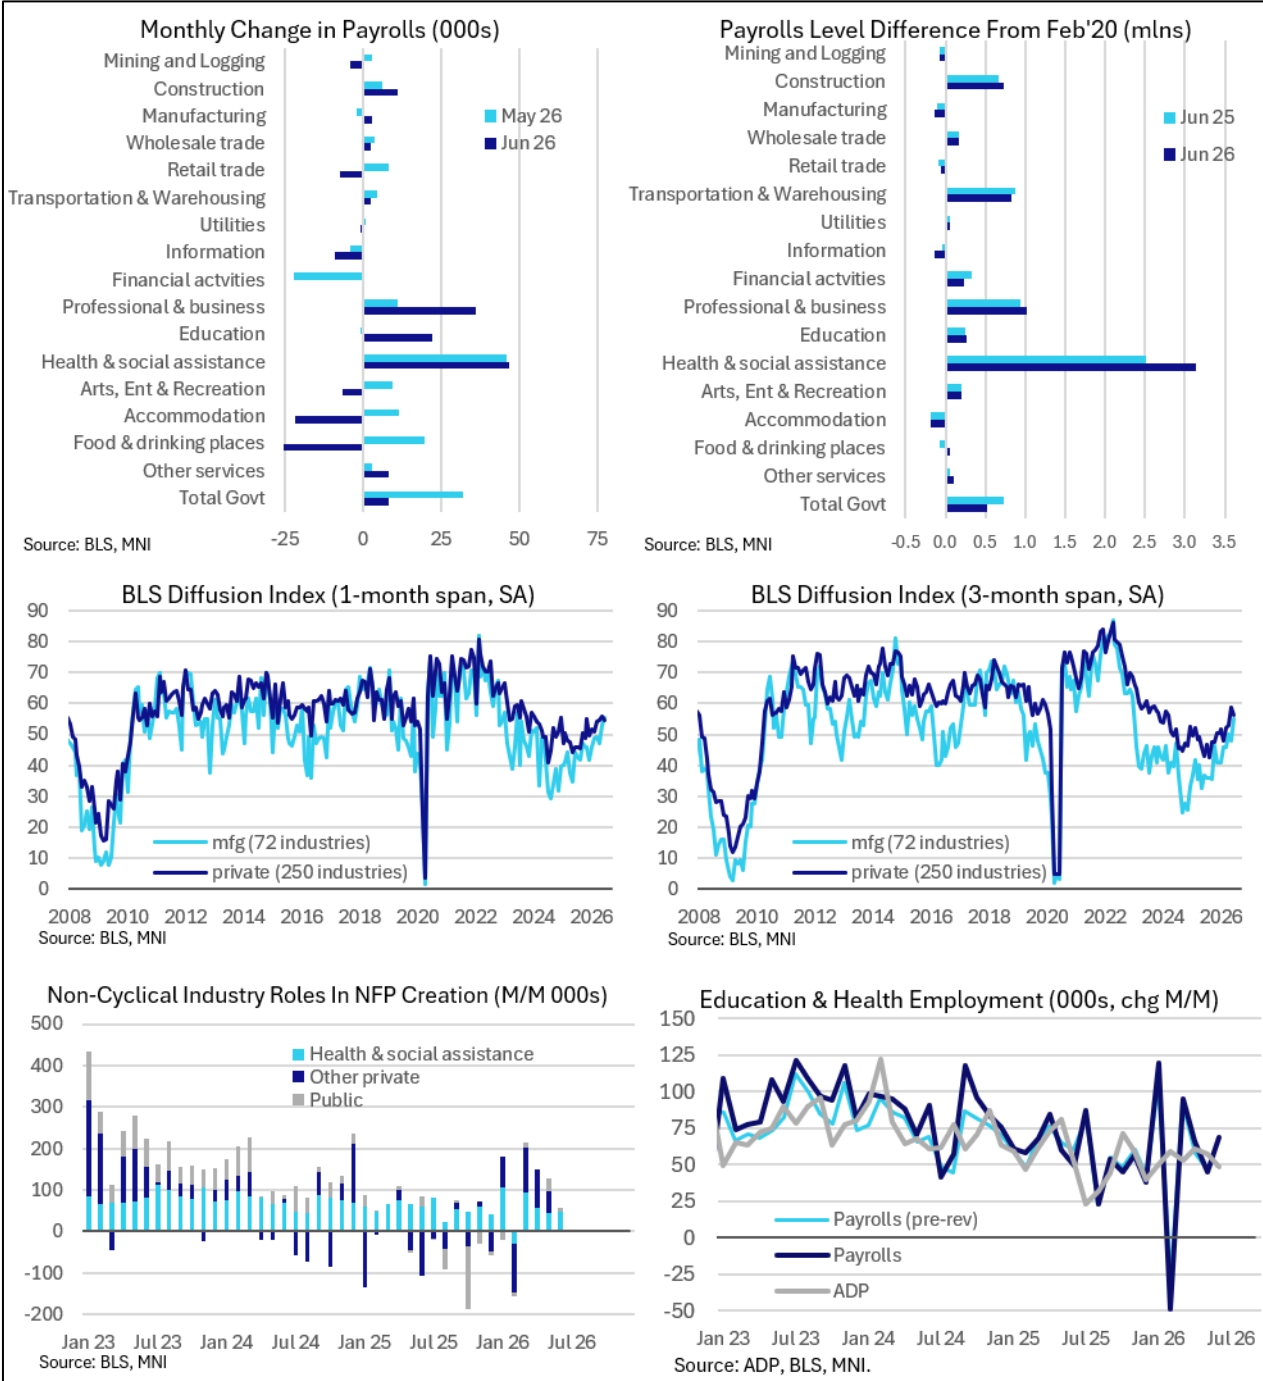 Monthly Change in Payrolls (000s)
Mining and Logging
Construction
Manufacturing
Wholesale trade
Retail trade
Transportation & Warehousing
Utilities
Information
Financial actvities
Professional & business
Education
Health & social assistance
Arts, Ent & Recreation
Accommodation
Food & drinking places
Other services
Total Govt
May 26
Jun 26
-25 0 25 50 75
Source: BLS, MNI
Payrolls Level Difference From Feb'20 (mlns)
Mining and Logging
Construction
Manufacturing
Wholesale trade
Retail trade
Transportation & Warehousing
Utilities
Information
Financial actvities
Professional & business
Education
Health & social assistance
Arts, Ent & Recreation
Accommodation
Food & drinking places
Other services
Total Govt
Jun 25
Jun 26
-0.5 0.0 0.5 1.0 1.5 2.0 2.5 3.0 3.5
Source: BLS, MNI
BLS Diffusion Index (1-month span, SA)
90
80
70
60
50
40
30
20
10
0
mfg (72 industries)
private (250 industries)
2008 2010 2012 2014 2016 2018 2020 2022 2024 2026
Source: BLS, MNI
BLS Diffusion Index (3-month span, SA)
90
80
70
60
50
40
30
20
10
0
mfg (72 industries)
private (250 industries)
2008 2010 2012 2014 2016 2018 2020 2022 2024 2026
Source: BLS, MNI
Non-Cyclical Industry Roles In NFP Creation (M/M 000s)
500
400
300
200
100
0
-100
-200
Health & social assistance
Other private
Public
Jan 23 Jul 23 Jan 24 Jul 24 Jan 25 Jul 25 Jan 26 Jul 26
Source: BLS, MNI
Education & Health Employment (000s, chg M/M)
150
125
100
75
50
25
0
-25
-50
Payrolls (pre-rev)
Payrolls
ADP
Jan 23 Jul 23 Jan 24 Jul 24 Jan 25 Jul 25 Jan 26 Jul 26
Source: ADP, BLS, MNI.